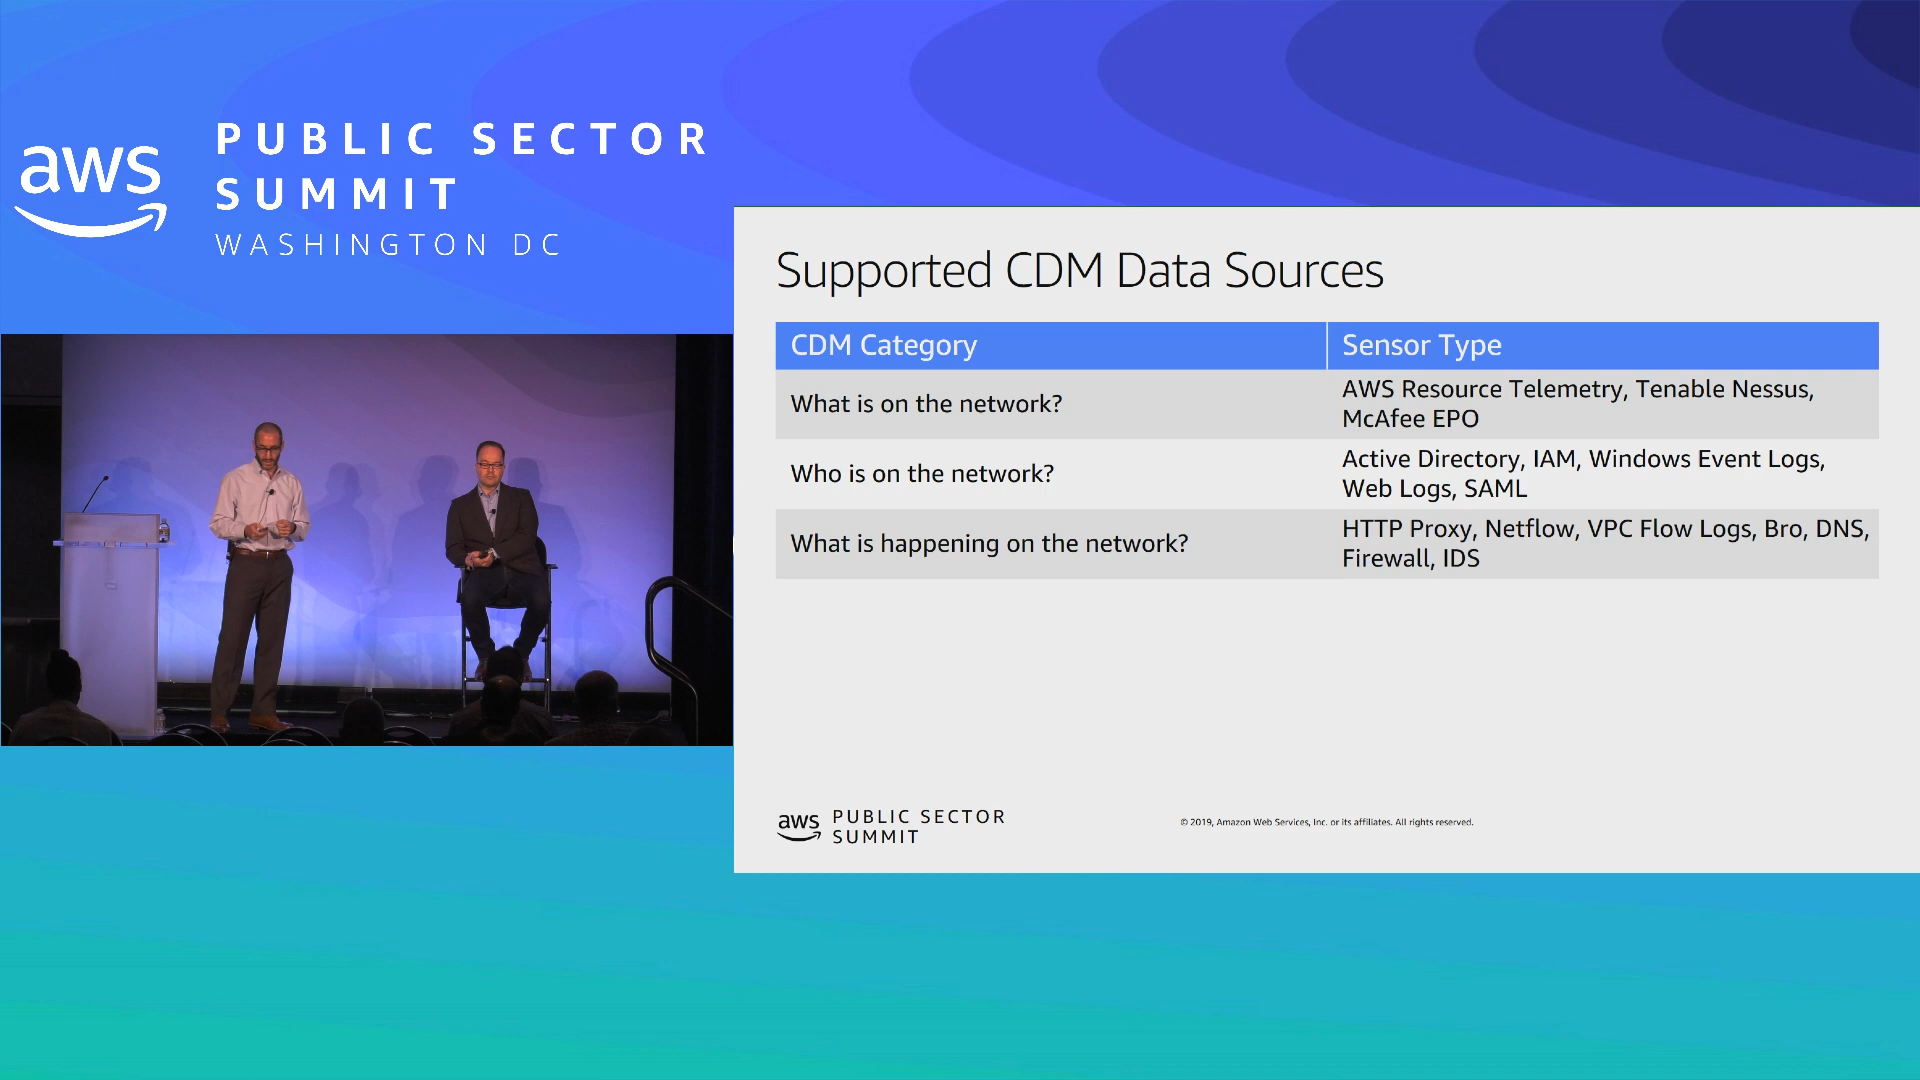 aws
PUBLIC SECTOR
SUMMIT
WASHINGTON DC
Supported CDM Data Sources
CDM Category
Sensor Type
What is on the network?
AWS Resource Telemetry, Tenable Nessus,
McAfee EPO
Who is on the network?
Active Directory, IAM, Windows Event Logs,
Web Logs, SAML
What is happening on the network?
HTTP Proxy, Netflow, VPC Flow Logs, Bro, DNS,
Firewall, IDS
aws
PUBLIC SECTOR
SUMMIT
© 2019, Amazon Web Services, Inc. or its affiliates. All rights reserved.